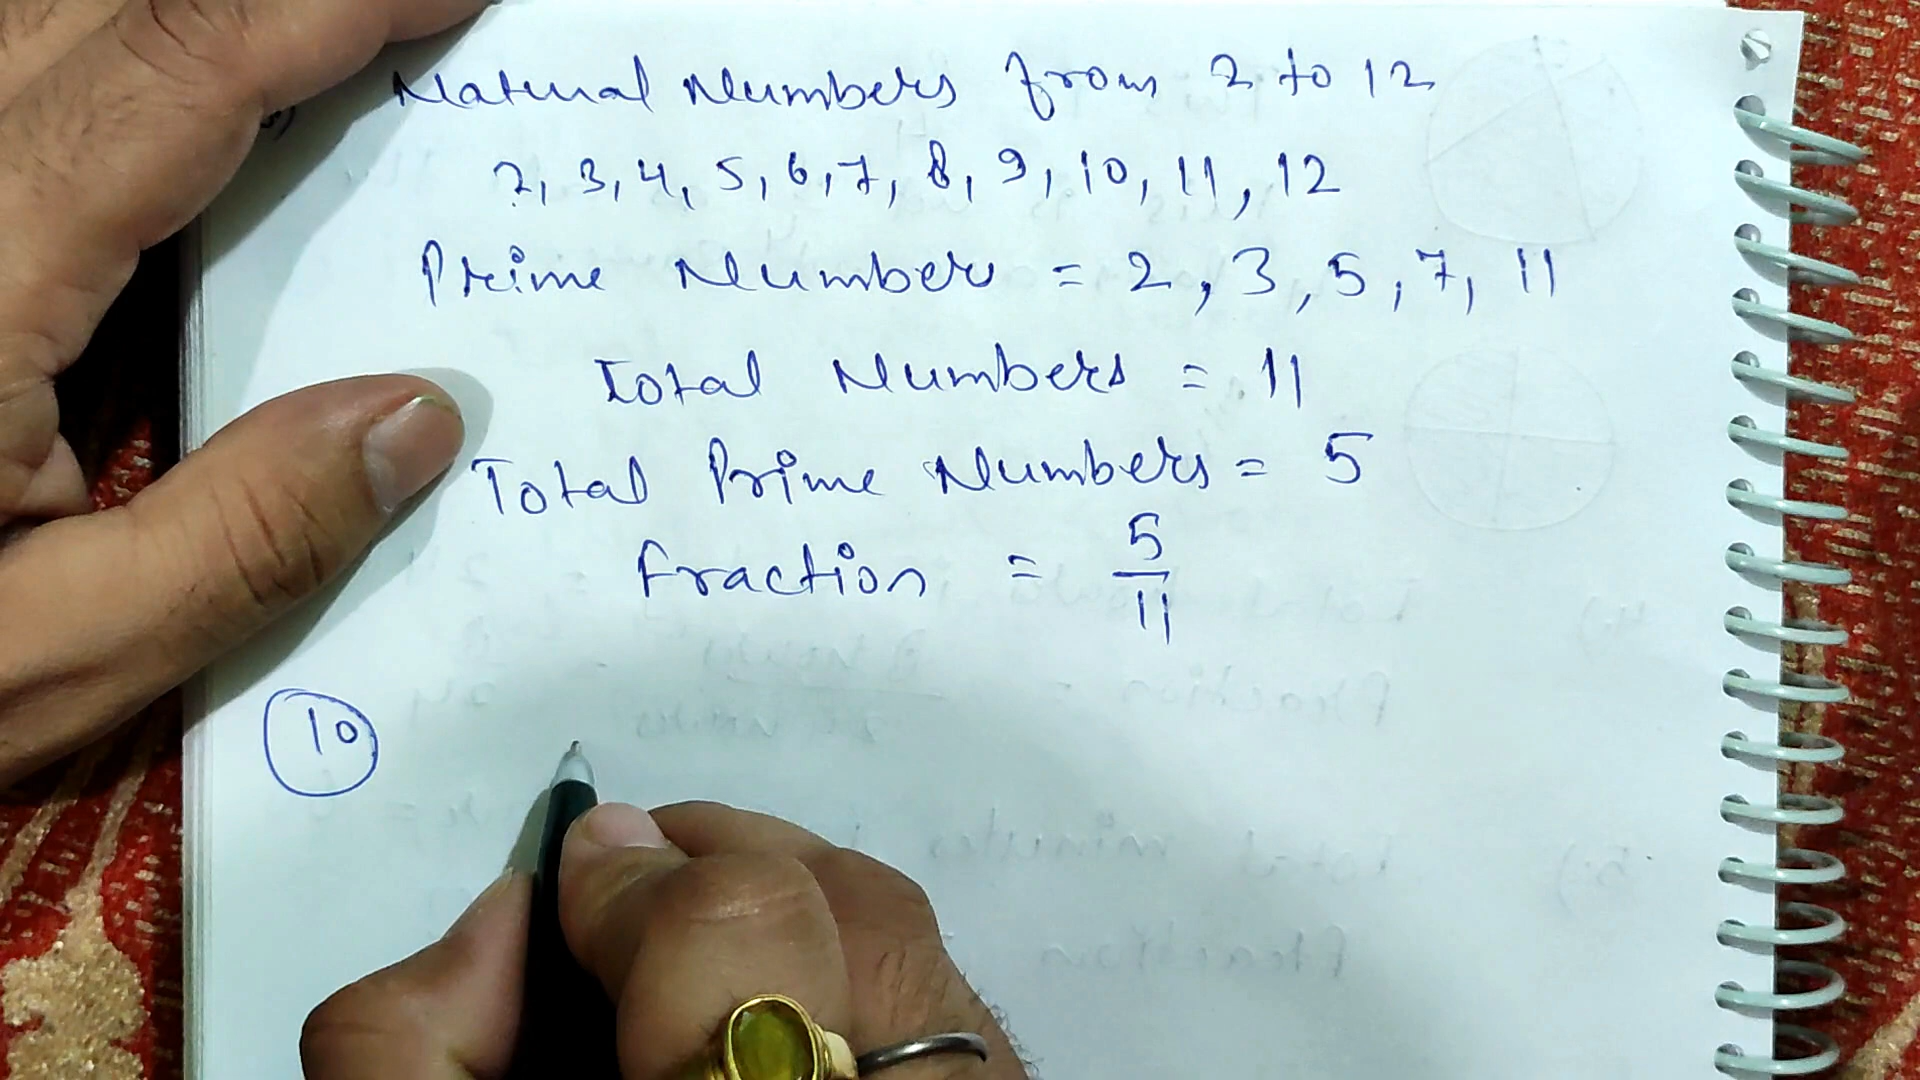 Natural Numbers from 2 to 12
2, 3, 4, 5, 6, 7, 8, 9, 10, 11, 12
Prime Numbers = 2, 3, 5, 7, 11
Total Numbers = 11
Total Prime Numbers = 5
fraction = 5/11
10